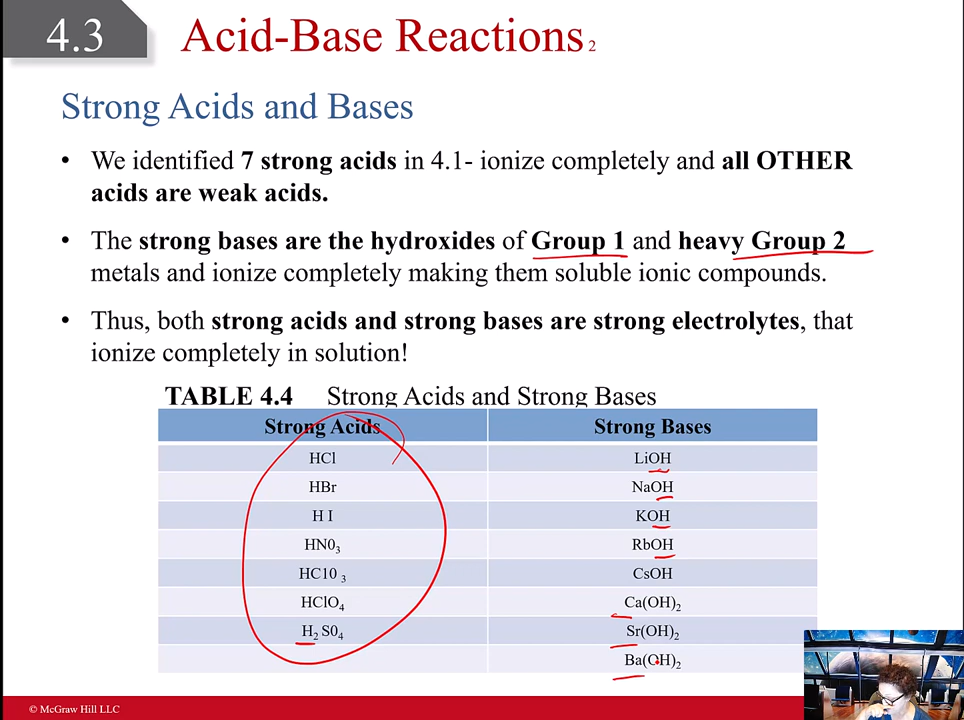 4.3 Acid-Base Reactions 2
Strong Acids and Bases
• We identified 7 strong acids in 4.1- ionize completely and all OTHER
acids are weak acids.
• The strong bases are the hydroxides of Group 1 and heavy Group 2
metals and ionize completely making them soluble ionic compounds.
• Thus, both strong acids and strong bases are strong electrolytes, that
ionize completely in solution!
TABLE 4.4 Strong Acids and Strong Bases
Strong Acids Strong Bases
HCl LiOH
HBr NaOH
H I KOH
HN0₃ RbOH
HC10 ₃ CsOH
HClO₄ Ca(OH)₂
H₂ S0₄ Sr(OH)₂
Ba(OH)₂
© McGraw Hill LLC